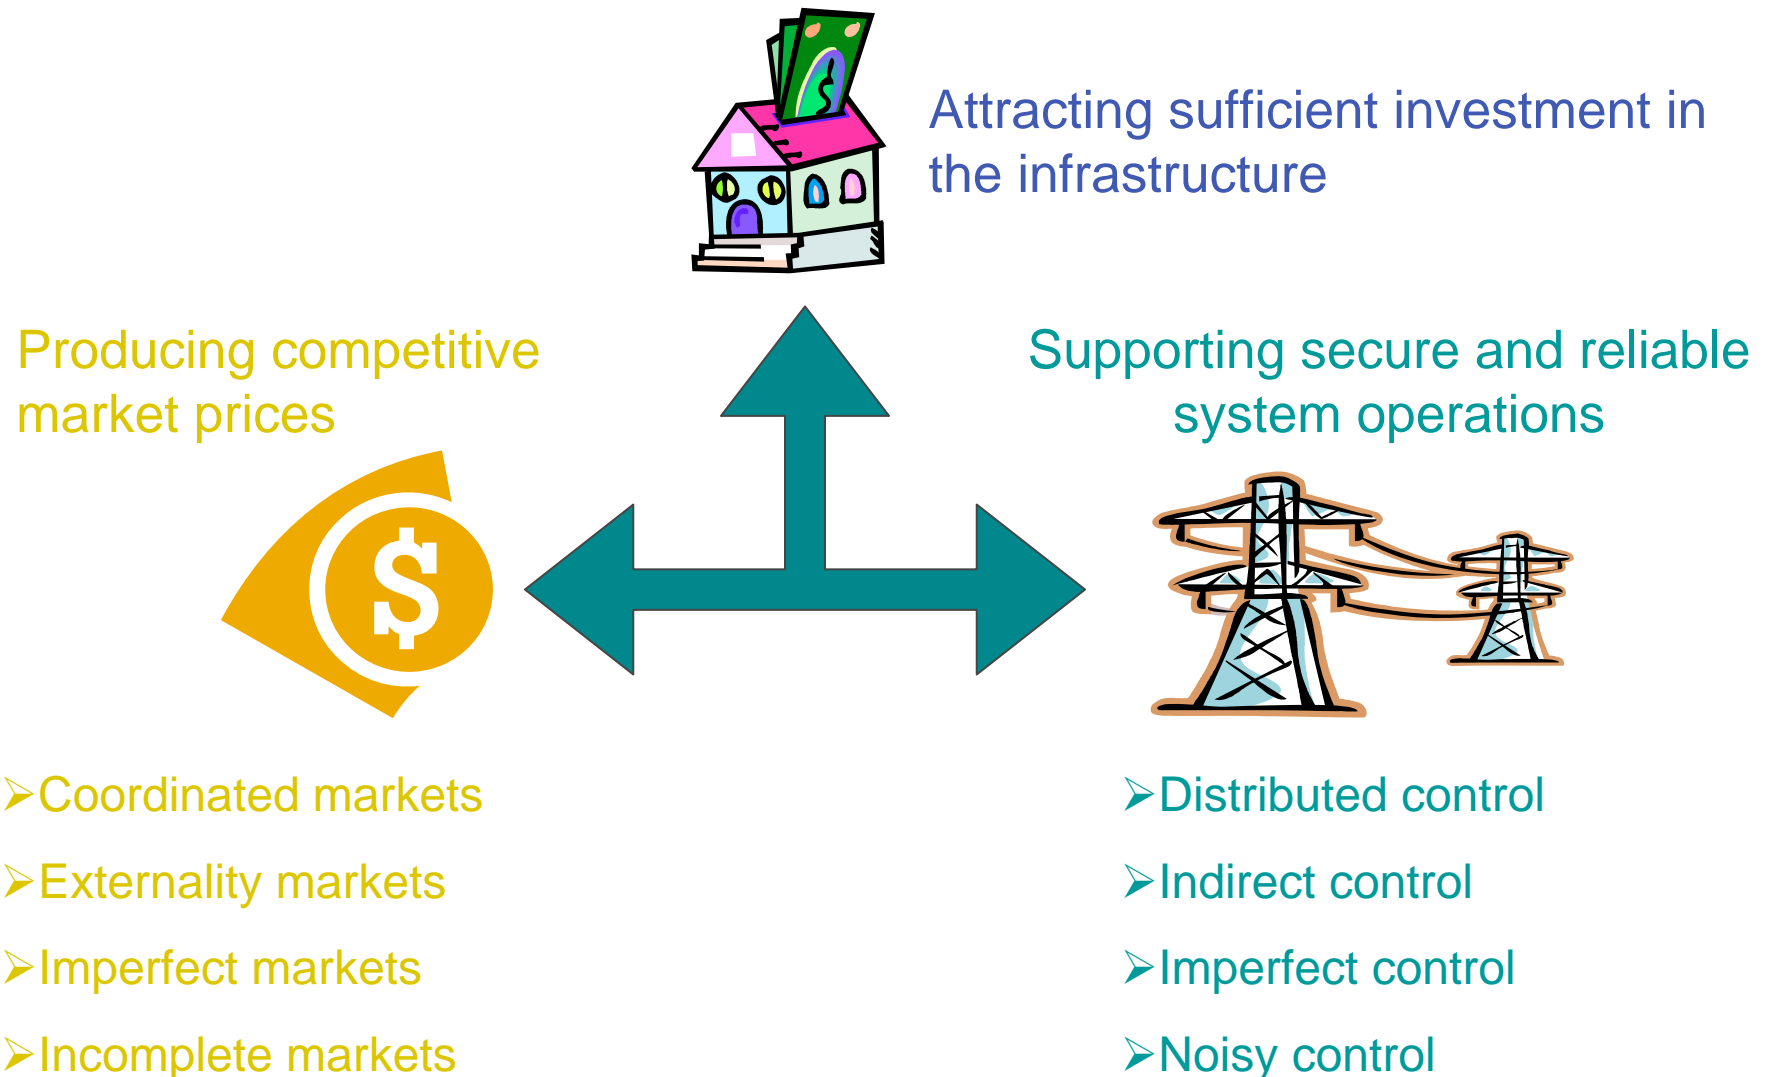 Attracting sufficient investment in
the infrastructure
Producing competitive
market prices
Supporting secure and reliable
system operations
$
➢Coordinated markets
➢Externality markets
➢Imperfect markets
➢Incomplete markets
➢Distributed control
➢Indirect control
➢Imperfect control
➢Noisy control